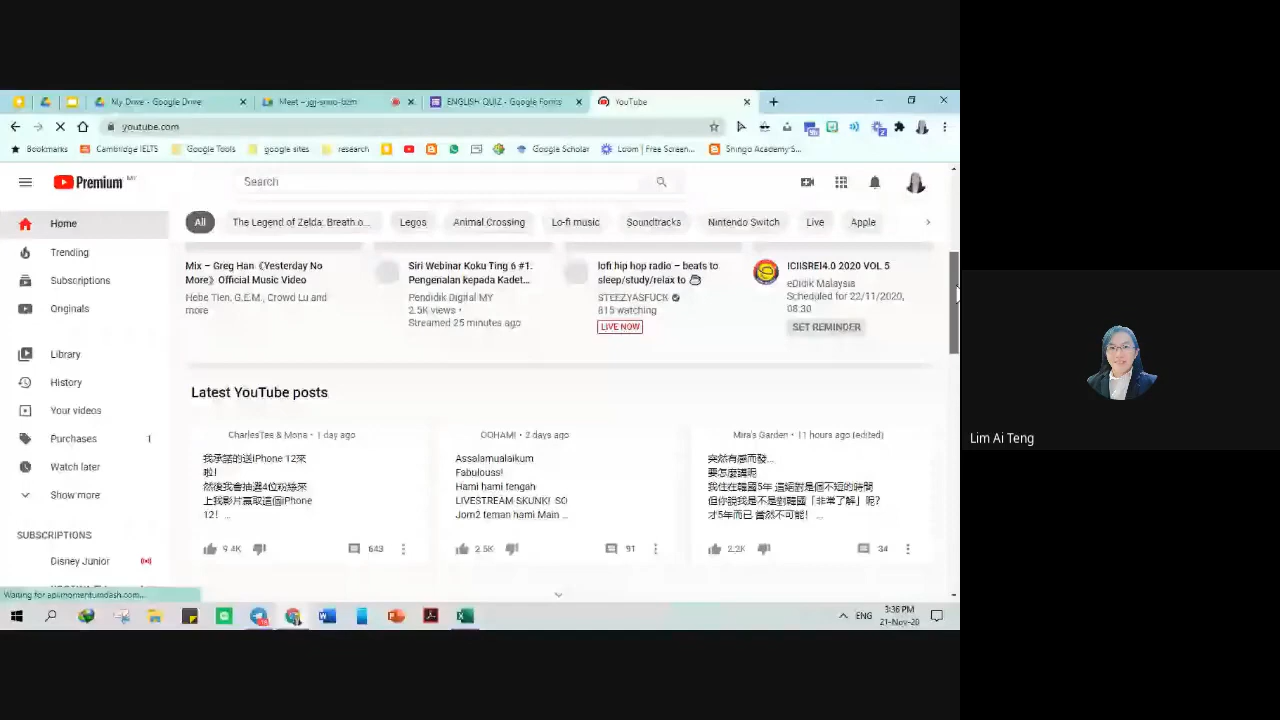 My Drive - Google Drive
Meet – jgj-
ENGLISH QUIZ - Google Forms
YouTube
youtube.com
Bookmarks
Cambridge IELTS
Google Tools
google sites
research
Google Scholar
Loom | Free Screen...
Shingo Academy S...
Premium MY
Search
Home
Trending
Subscriptions
Originals
Library
History
Your videos
Purchases 1
Watch later
Show more
SUBSCRIPTIONS
Disney Junior
All
The Legend of Zelda: Breath o...
Legos
Animal Crossing
Lo-fi music
Soundtracks
Nintendo Switch
Live
Apple
Mix – Greg Han《Yesterday No
More》Official Music Video
Hebe Tien, G.E.M., Crowd Lu and
more
Siri Webinar Koku Ting 6 #1.
Pengenalan kepada Kadet...
Pendidik Digital MY
2.5K views •
Streamed 25 minutes ago
lofi hip hop radio – beats to
sleep/study/relax to
STEEZYASFUCK
815 watching
LIVE NOW
ICIISREI4.0 2020 VOL 5
eDidik Malaysia
Scheduled for 22/11/2020,
08:30
SET REMINDER
Latest YouTube posts
CharlesTee & Mona • 1 day ago
我承諾的送iPhone 12來
啦!
然後我會抽選4位粉絲來
上我影片贏取這個iPhone
12! ...
9.4K
643
OOHAMI • 2 days ago
Assalamualaikum
Fabulouss!
Hami hami tengah
LIVESTREAM SKUNK! SO
Jom2 teman hami Main ...
2.5K
91
Mira's Garden • 11 hours ago (edited)
突然有感而發...
要怎麼講呢
我住在韓國5年 這絕對是個不短的時間
但你說我是不是對韓國「非常了解」呢?
才5年而已 當然不可能! ...
2.2K
34
Waiting for api.momentumdash.com...
ENG
3:36 PM
21-Nov-20
Lim Ai Teng